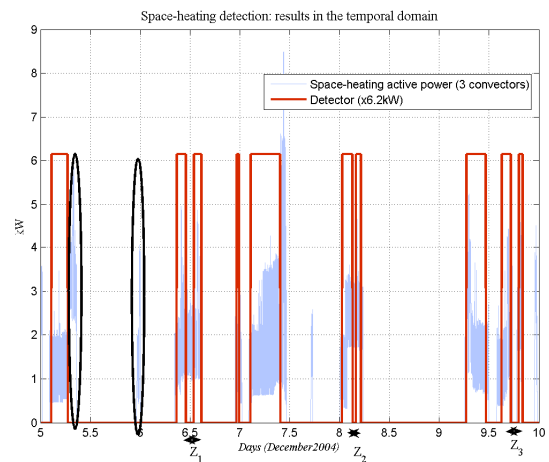 Space-heating detection: results in the temporal domain
9
8
7
6
5
4
3
2
1
0
kW
Space-heating active power (3 convectors)
Detector (x6.2kW)
5 5.5 6 6.5 7 7.5 8 8.5 9 9.5 10
Z1 Days (December2004) Z2 Z3